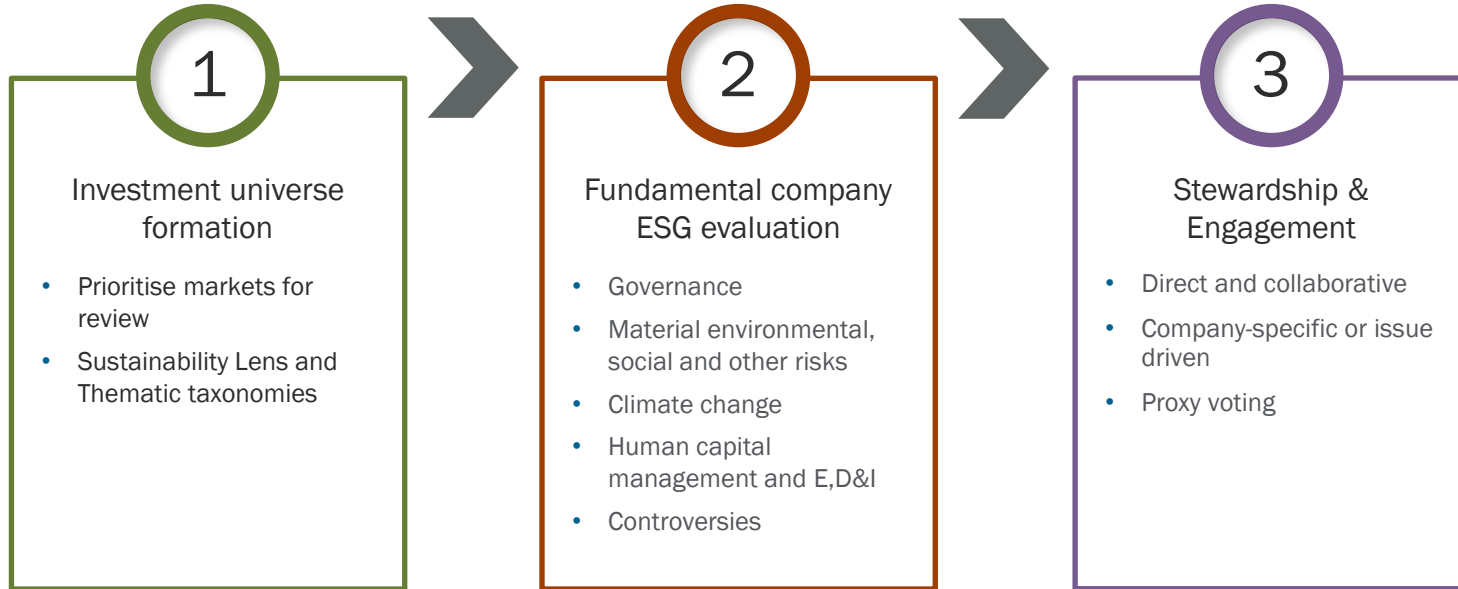 1
Investment universe
formation
• Prioritise markets for
review
• Sustainability Lens and
Thematic taxonomies
2
Fundamental company
ESG evaluation
• Governance
• Material environmental,
social and other risks
• Climate change
• Human capital
management and E,D&I
• Controversies
3
Stewardship &
Engagement
• Direct and collaborative
• Company-specific or issue
driven
• Proxy voting